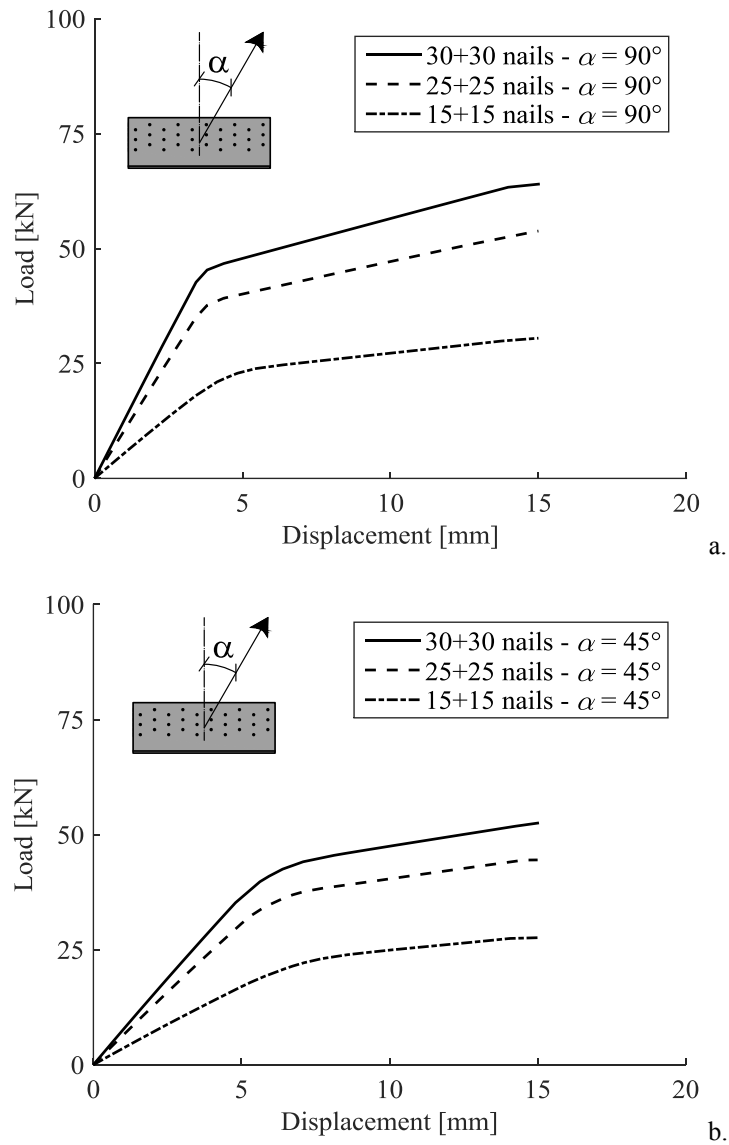 100
75
50
25
0
Load [kN]
α
30+30 nails - α = 90°
25+25 nails - α = 90°
15+15 nails - α = 90°
0 5 10 15 20
Displacement [mm]
a.
100
75
50
25
0
Load [kN]
α
30+30 nails - α = 45°
25+25 nails - α = 45°
15+15 nails - α = 45°
0 5 10 15 20
Displacement [mm]
b.